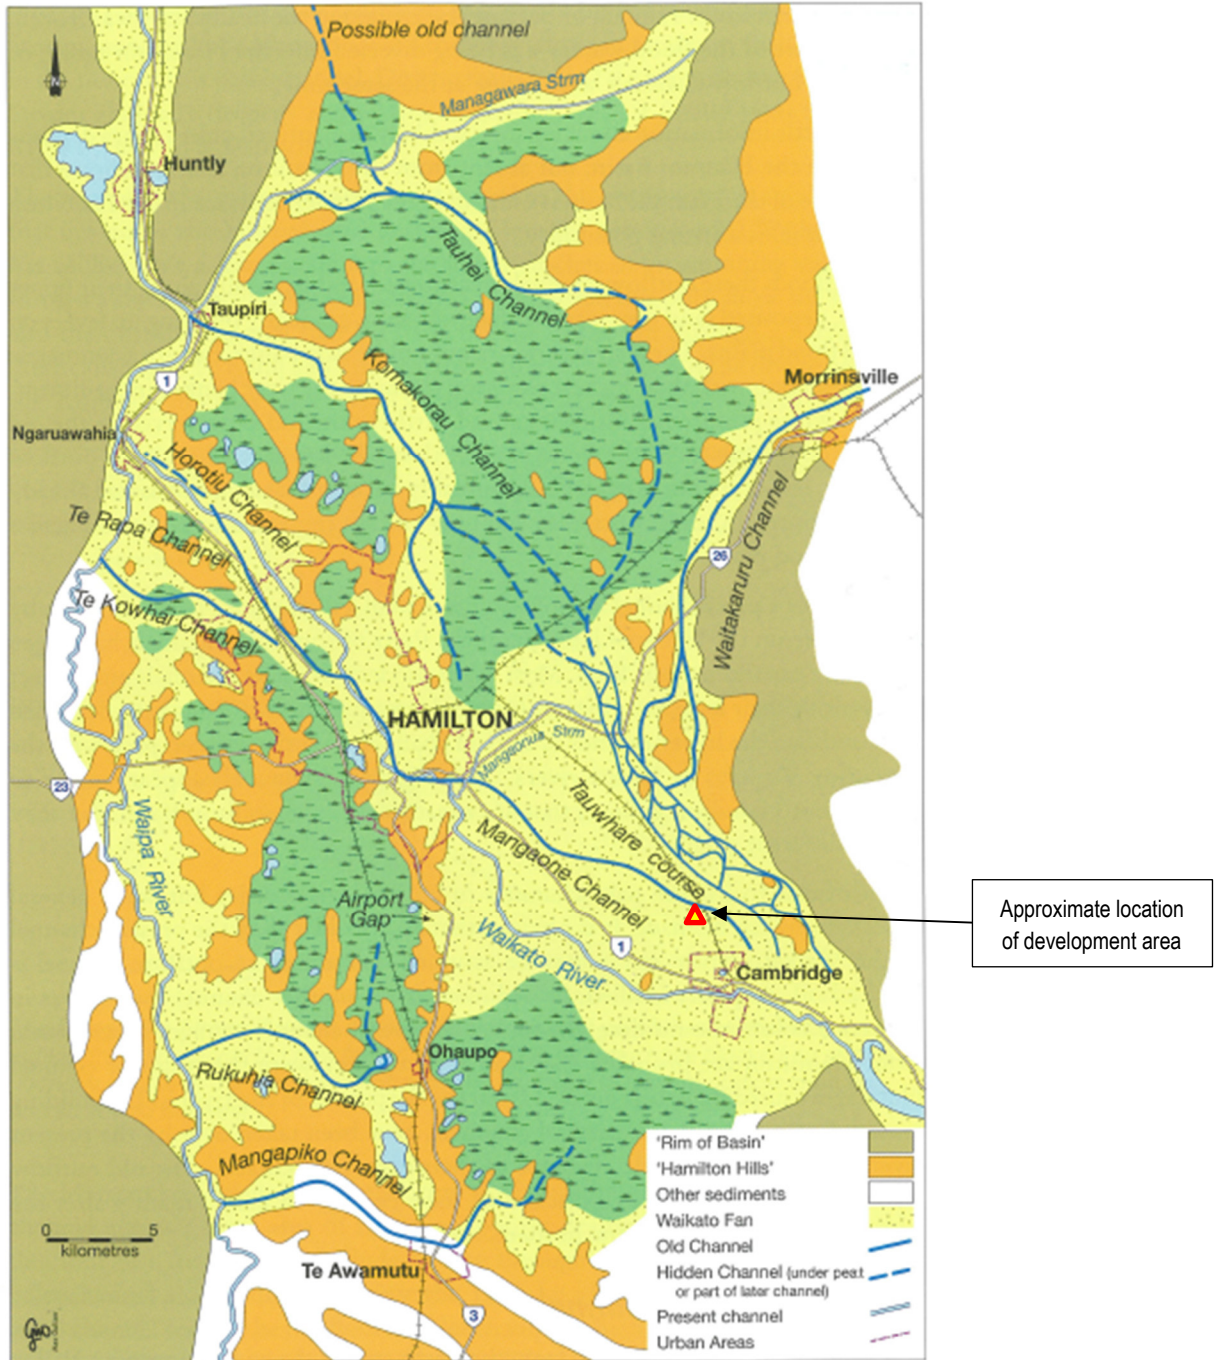 Possible old channel
Managawara Strm
Huntly
Tauhei Channel
Taupiri
Komakorau Channel
1
Morrinsville
Ngaruawahia
Horotiu Channel
Te Rapa Channel
Waitakaruru Channel
26
Te Kowhai Channel
HAMILTON
Mangaonua Strm
23
Waipa River
Tauwhare course
Mangaone Channel
Airport
Gap
Approximate location
of development area
Waikato River
1
Cambridge
Ohaupo
Rukuhia Channel
Mangapiko Channel
Te Awamutu
3
0 5
kilometres
'Rim of Basin'
'Hamilton Hills'
Other sediments
Waikato Fan
Old Channel
Hidden Channel (under peat
or part of later channel)
Present channel
Urban Areas